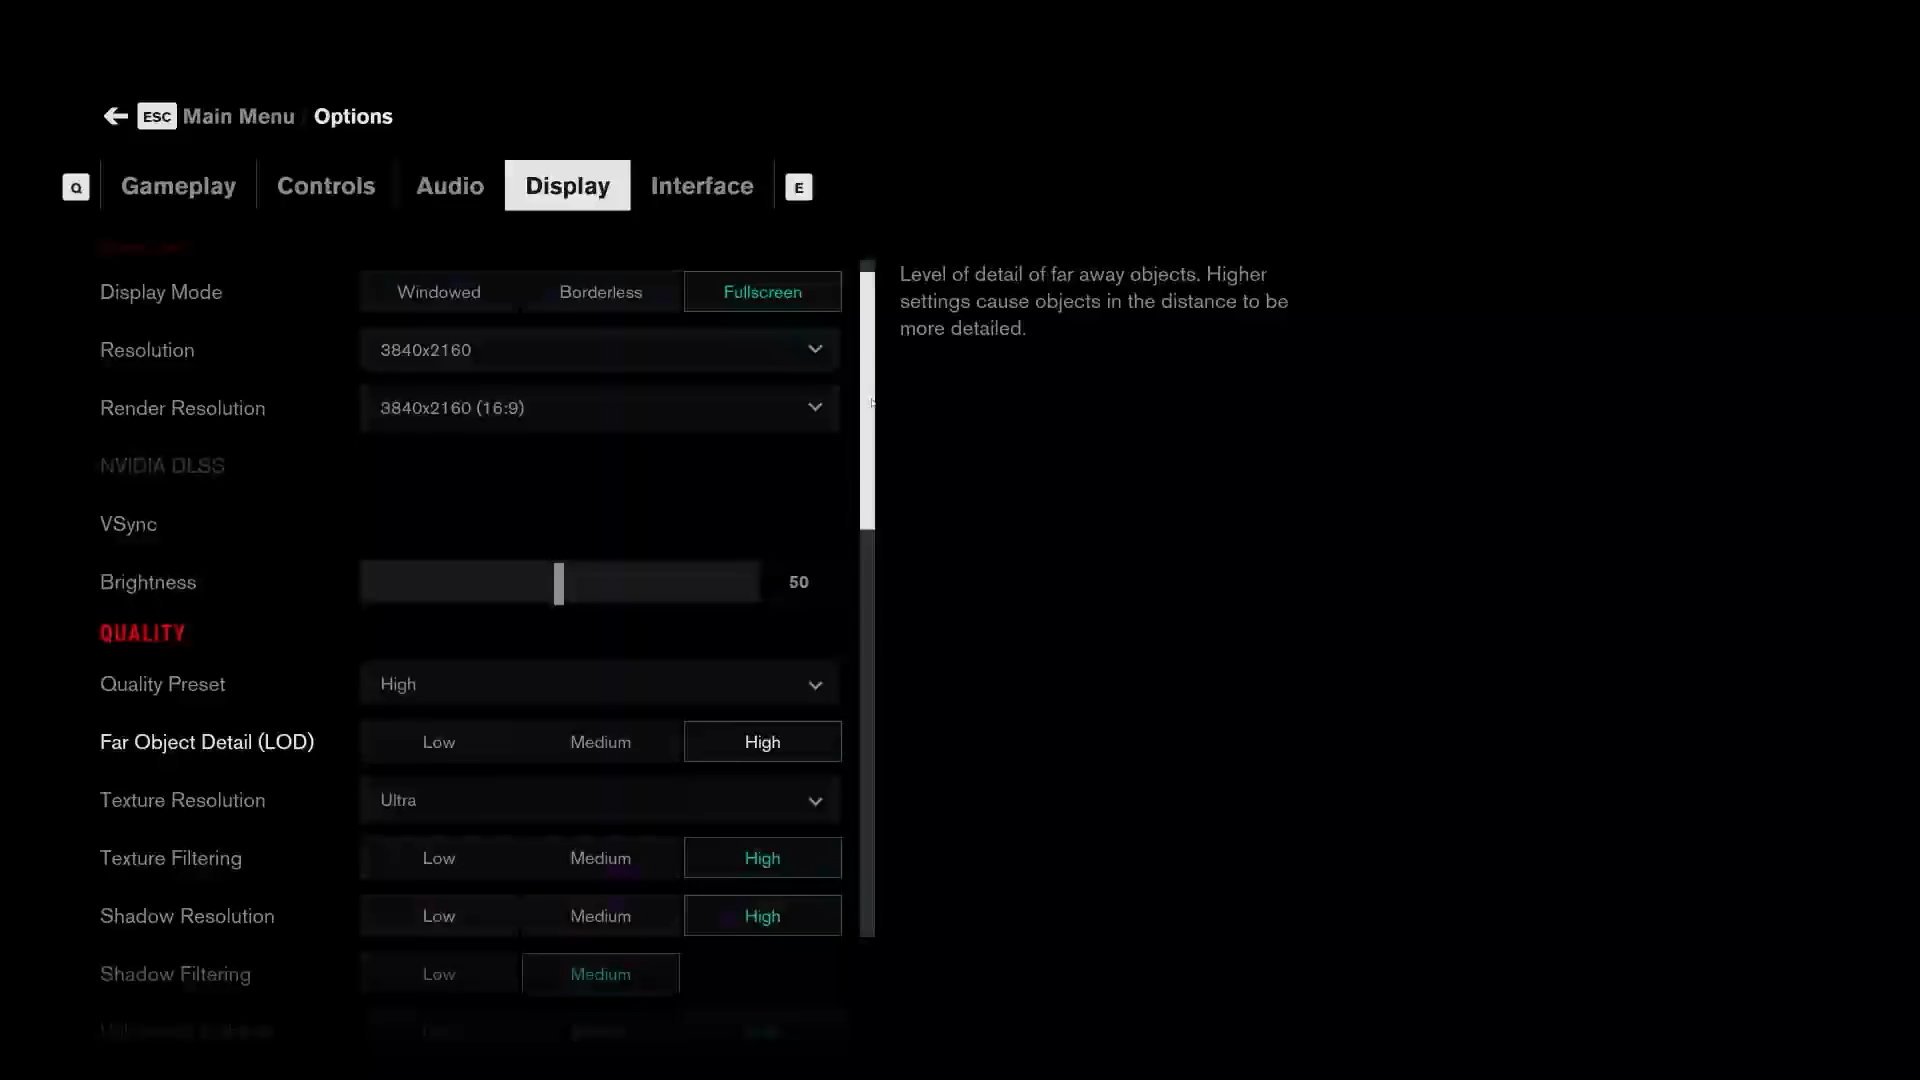 ESC Main Menu Options
Q Gameplay Controls Audio Display Interface E
Display Mode Windowed Borderless Fullscreen
Resolution 3840x2160
Render Resolution 3840x2160 (16:9)
NVIDIA DLSS
VSync
Brightness 50
QUALITY
Quality Preset High
Far Object Detail (LOD) Low Medium High
Texture Resolution Ultra
Texture Filtering Low Medium High
Shadow Resolution Low Medium High
Shadow Filtering Low Medium
Level of detail of far away objects. Higher
settings cause objects in the distance to be
more detailed.